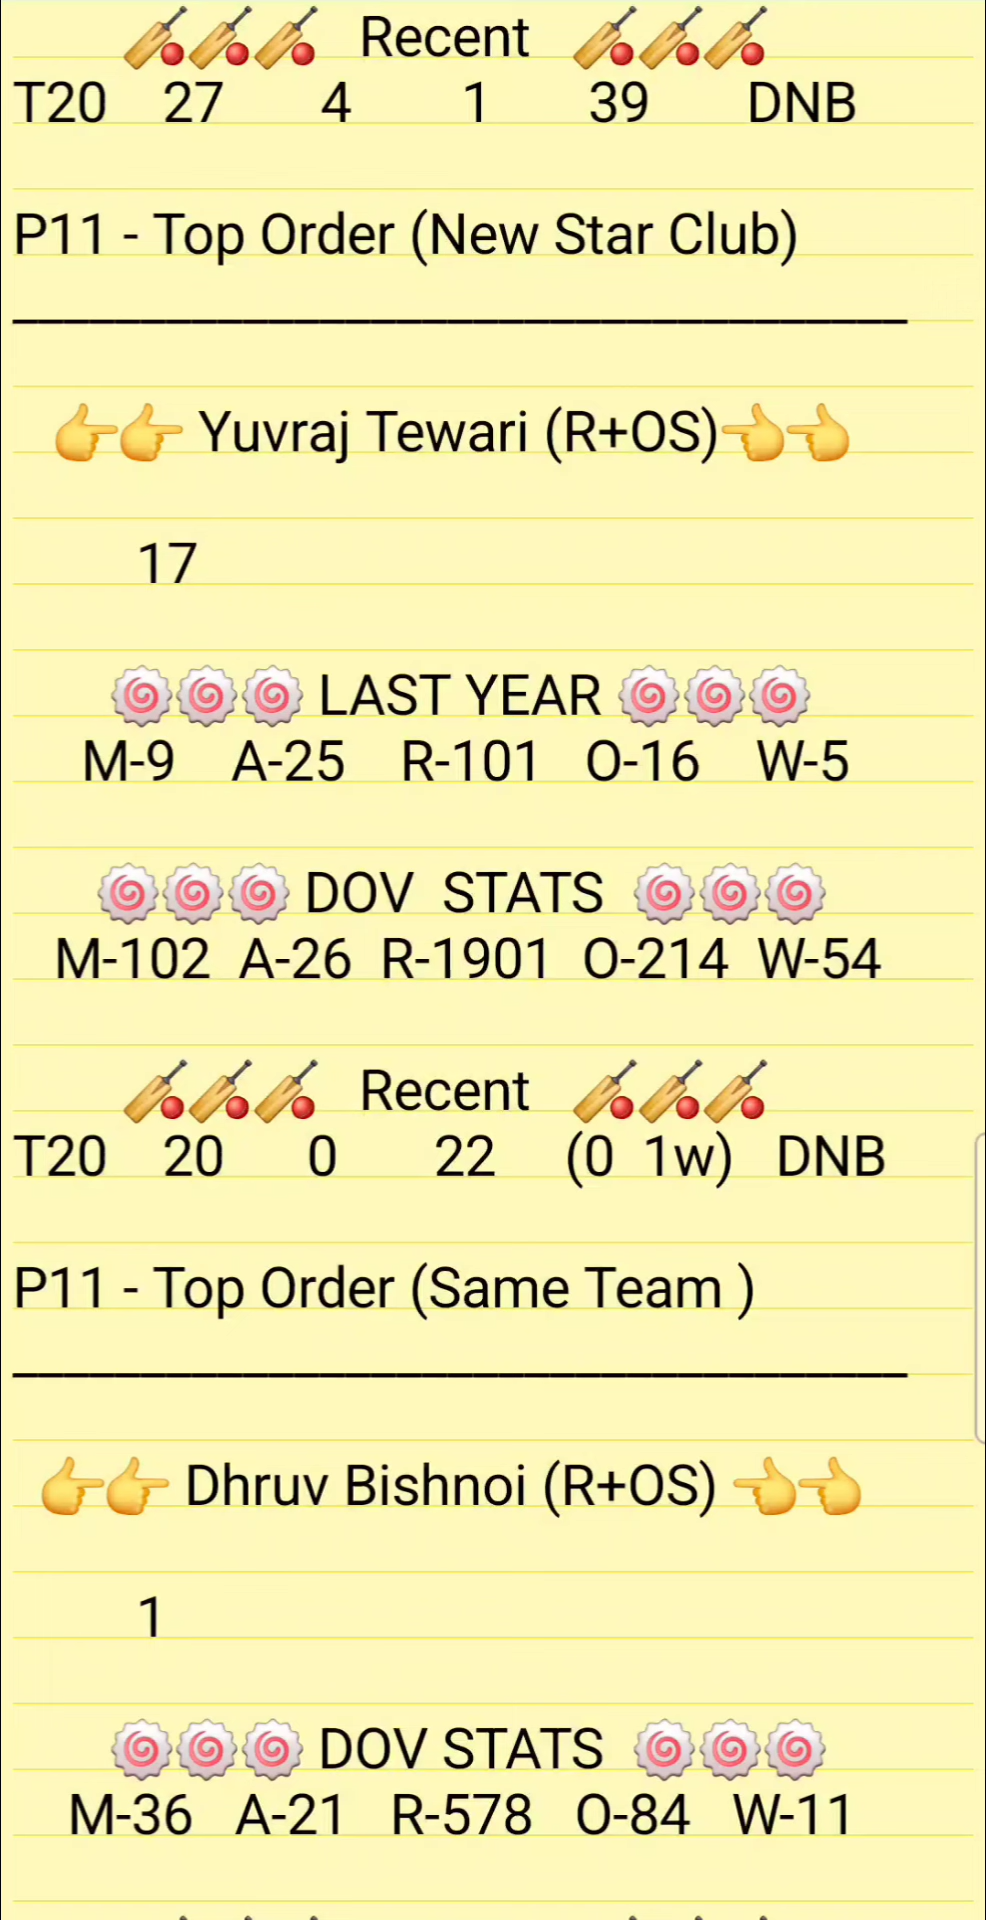 🏏🏏🏏 Recent 🏏🏏🏏
T20 27 4 1 39 DNB
P11 - Top Order (New Star Club)
___________________________________
👉👉 Yuvraj Tewari (R+OS)👈👈
17
🍥🍥🍥 LAST YEAR 🍥🍥🍥
M-9 A-25 R-101 O-16 W-5
🍥🍥🍥 DOV STATS 🍥🍥🍥
M-102 A-26 R-1901 O-214 W-54
🏏🏏🏏 Recent 🏏🏏🏏
T20 20 0 22 (0 1w) DNB
P11 - Top Order (Same Team )
___________________________________
👉👉 Dhruv Bishnoi (R+OS) 👈👈
1
🍥🍥🍥 DOV STATS 🍥🍥🍥
M-36 A-21 R-578 O-84 W-11